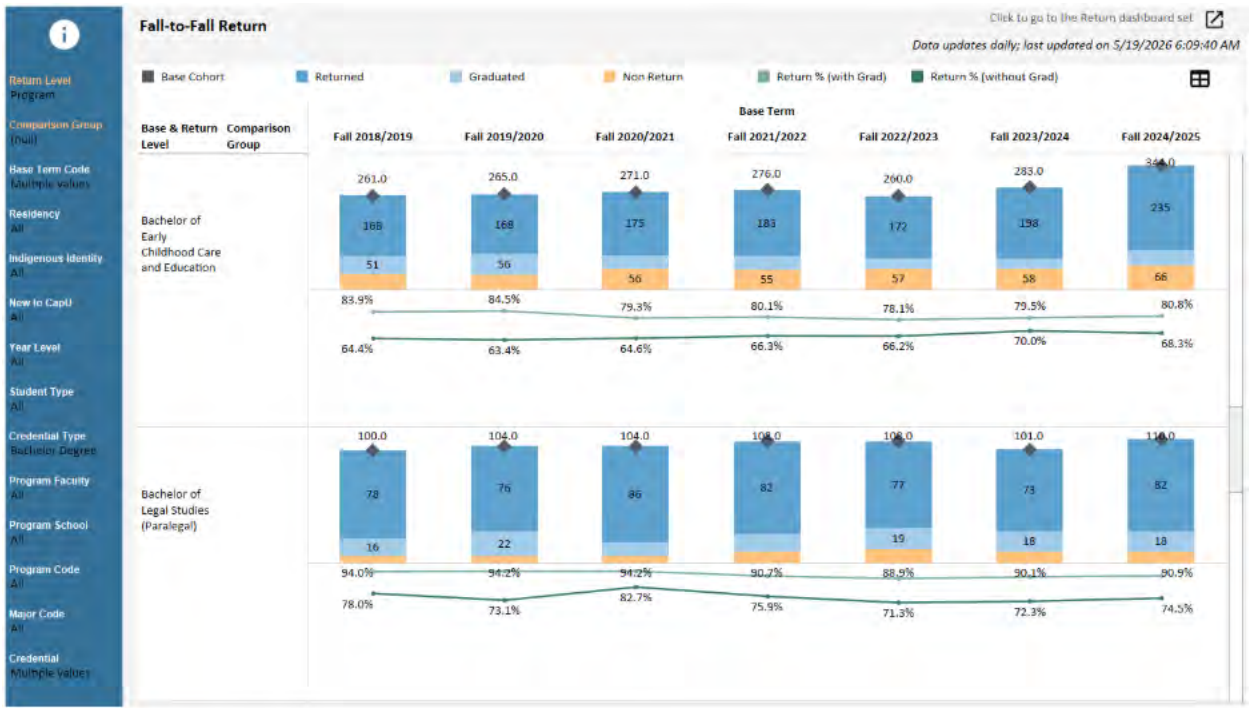 i
Return Level
Program
Comparison Group
(null)
Base Term Code
Multiple values
Residency
All
Indigenous Identity
All
New to CapU
All
Year Level
All
Student Type
All
Credential Type
Bachelor Degree
Program Faculty
All
Program School
All
Program Code
All
Major Code
All
Credential
Multiple values
Fall-to-Fall Return
Click to go to the Return dashboard set
Data updates daily; last updated on 5/19/2026 6:09:40 AM
Base Cohort Returned Graduated Non Return Return % (with Grad) Return % (without Grad)
Base Term
Base & Return Level Comparison Group Fall 2018/2019 Fall 2019/2020 Fall 2020/2021 Fall 2021/2022 Fall 2022/2023 Fall 2023/2024 Fall 2024/2025
Bachelor of
Early
Childhood Care
and Education
261.0 265.0 271.0 276.0 260.0 283.0
168 168 175 183 172 198 235
51 56
56 55 57 58 66
83.9% 84.5% 79.3% 80.1% 78.1% 79.5% 80.8%
64.4% 63.4% 64.6% 66.3% 66.2% 70.0% 68.3%
Bachelor of
Legal Studies
(Paralegal)
100.0 104.0 104.0 108.0 108.0 101.0 110.0
78 76 86 82 77 73 82
16 22 19 18 18
94.0% 94.2% 94.2% 90.7% 88.9% 90.1% 90.9%
78.0% 73.1% 82.7% 75.9% 71.3% 72.3% 74.5%